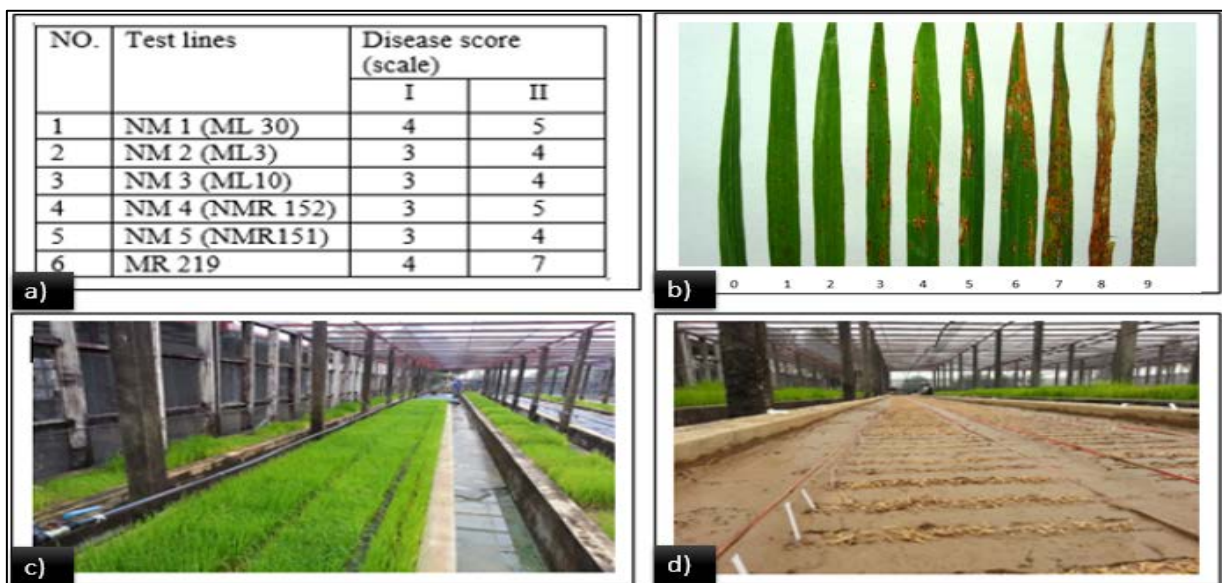 NO. Test lines Disease score (scale)
I II
1 NM 1 (ML 30) 4 5
2 NM 2 (ML3) 3 4
3 NM 3 (ML10) 3 4
4 NM 4 (NMR 152) 3 5
5 NM 5 (NMR151) 3 4
6 MR 219 4 7
a)
b)
0 1 2 3 4 5 6 7 8 9
c)
d)